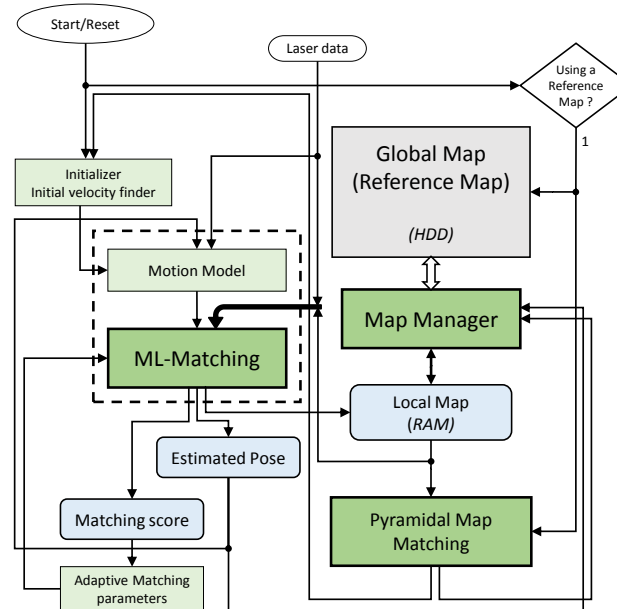 Start/Reset
Laser data
Using a
Reference
Map ?
1
Global Map
(Reference Map)
(HDD)
Initializer
Initial velocity finder
Motion Model
Map Manager
ML-Matching
Local Map
(RAM)
Estimated Pose
Matching score
Pyramidal Map
Matching
Adaptive Matching
parameters